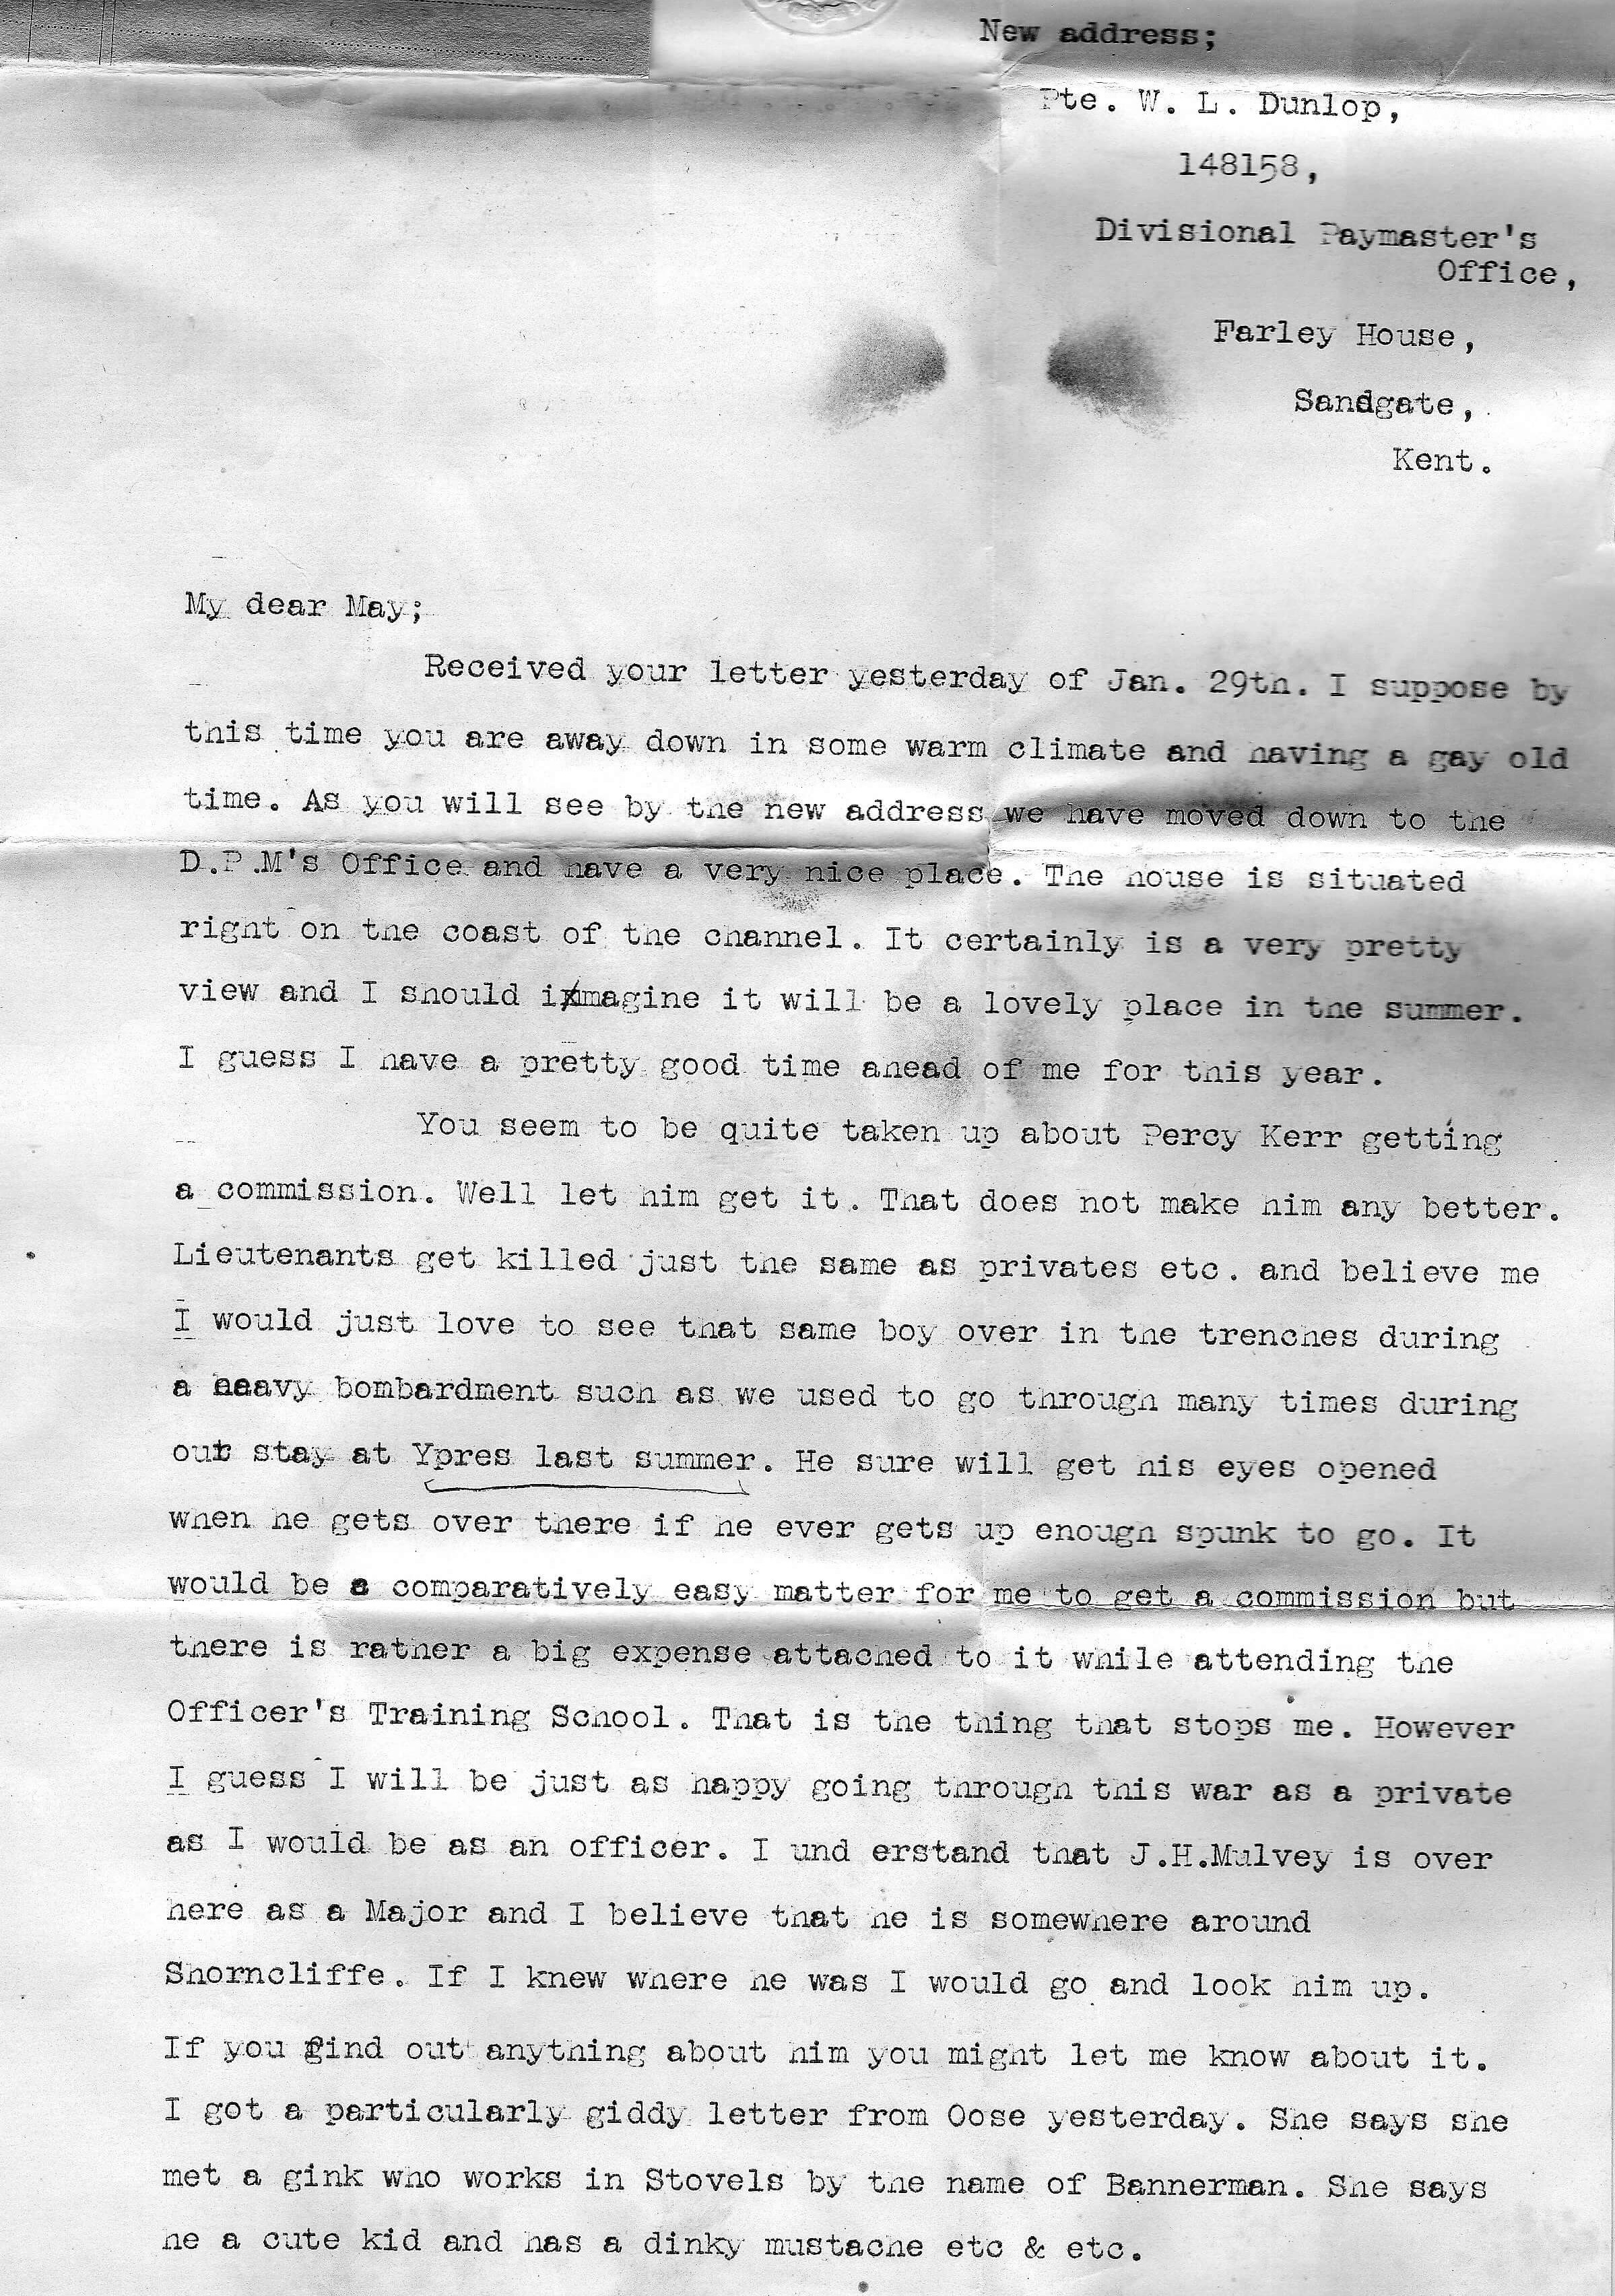 New address;
Pte. W. L. Dunlop,
148158,
Divisional Paymaster's
Office,
Farley House,
Sandgate,
Kent.
My dear May;
Received your letter yesterday of Jan. 29th. I suppose by
this time you are away down in some warm climate and having a gay old
time. As you will see by the new address we have moved down to the
D.P.M's Office and have a very nice place. The house is situated
right on the coast of the channel. It certainly is a very pretty
view and I should immagine it will be a lovely place in the summer.
I guess I have a pretty good time ahead of me for this year.
You seem to be quite taken up about Percy Kerr getting
a commission. Well let him get it. That does not make him any better.
Lieutenants get killed just the same as privates etc. and believe me
I would just love to see that same boy over in the trenches during
a heavy bombardment such as we used to go through many times during
our stay at Ypres last summer. He sure will get his eyes opened
when he gets over there if he ever gets up enough spunk to go. It
would be a comparatively easy matter for me to get a commission but
there is rather a big expense attached to it while attending the
Officer's Training School. That is the thing that stops me. However
I guess I will be just as happy going through this war as a private
as I would be as an officer. I und erstand that J.H.Mulvey is over
here as a Major and I believe that he is somewhere around
Shorncliffe. If I knew where he was I would go and look him up.
If you find out anything about him you might let me know about it.
I got a particularly giddy letter from Oose yesterday. She says she
met a gink who works in Stovels by the name of Bannerman. She says
he a cute kid and has a dinky mustache etc & etc.